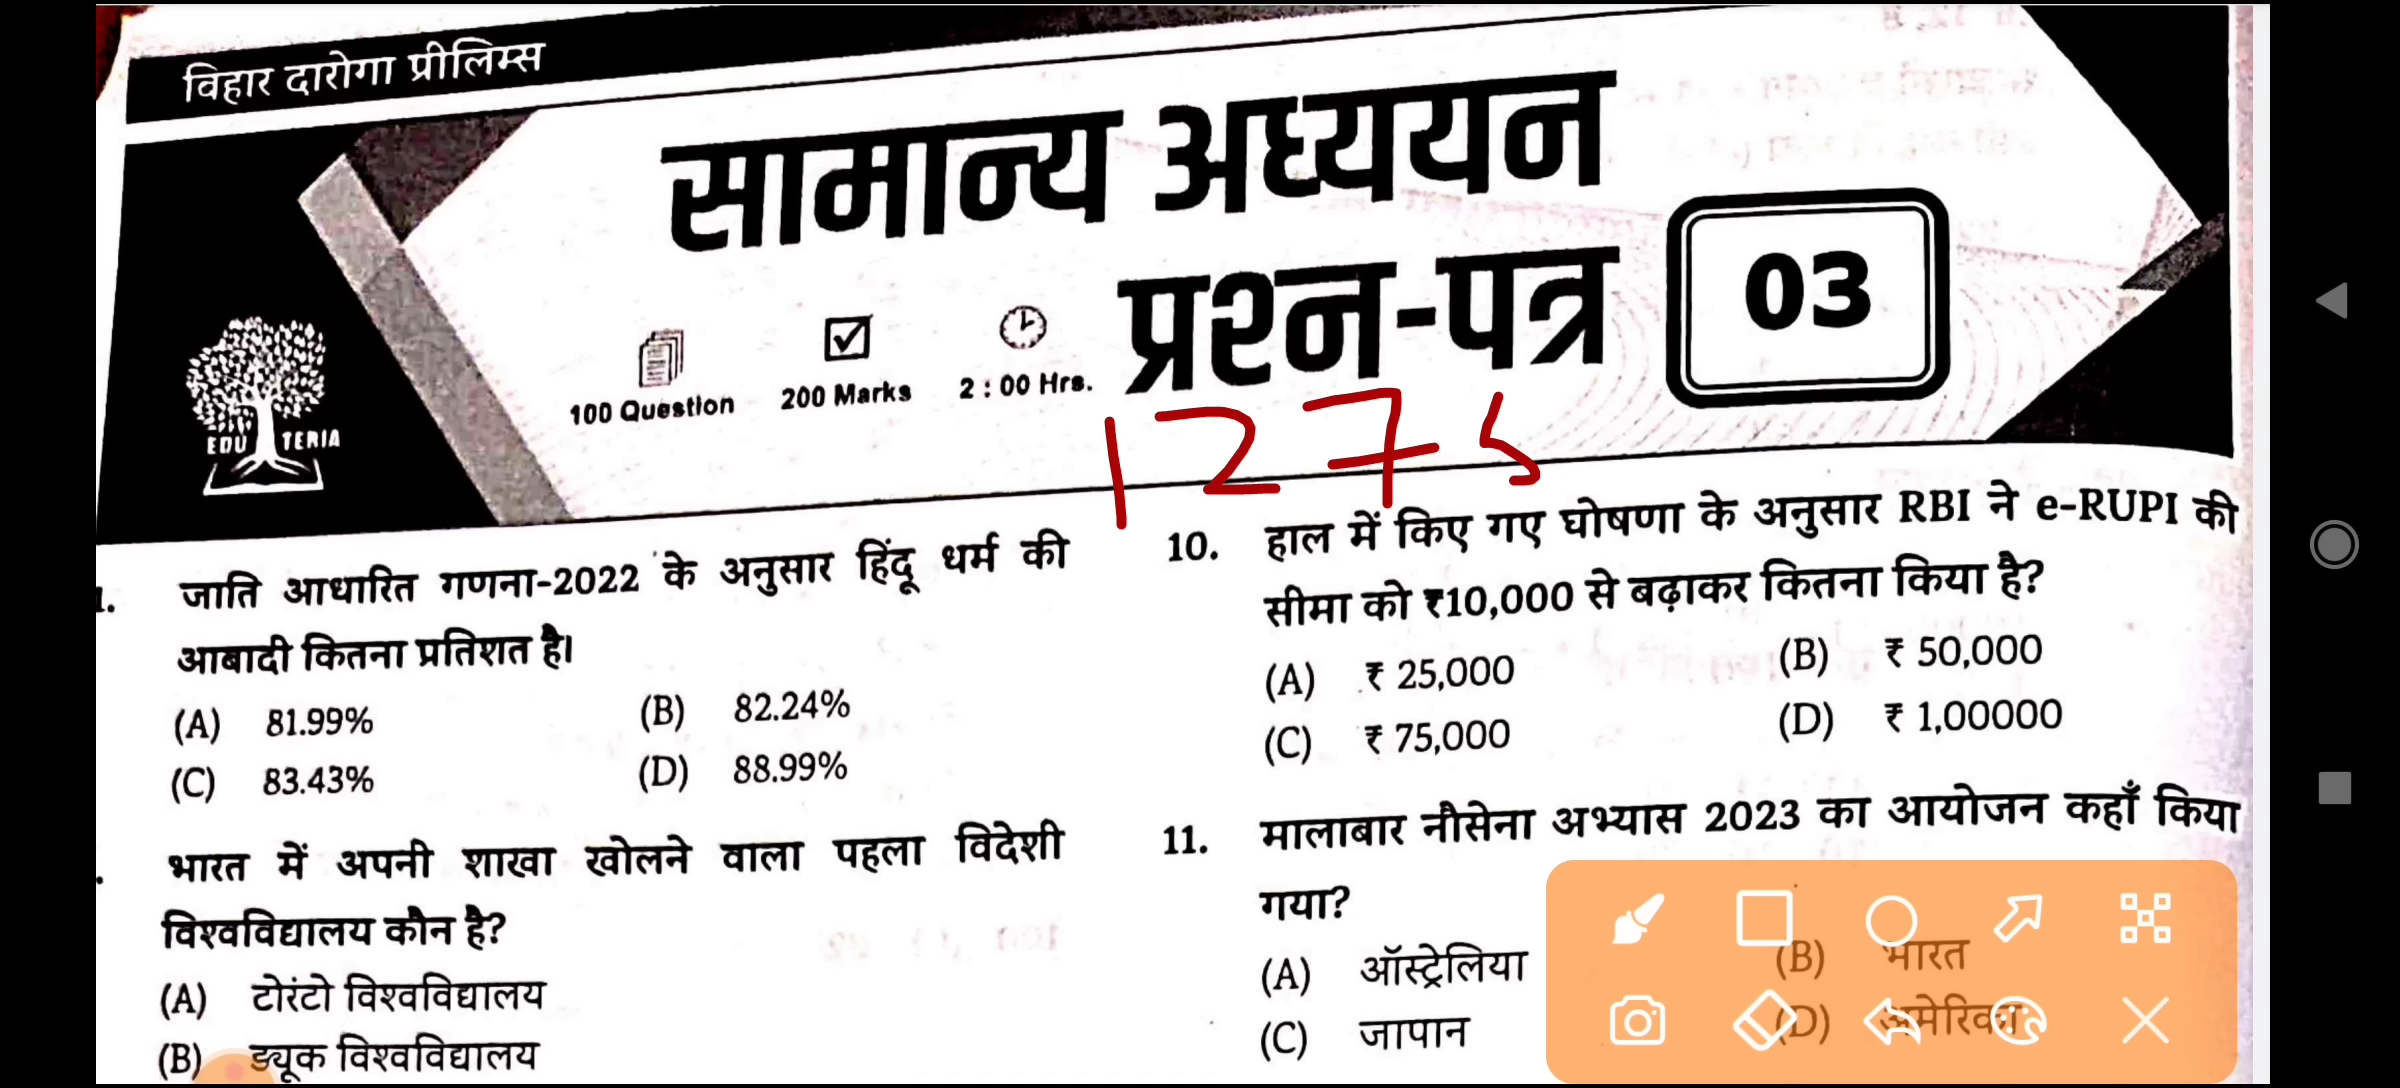 विहार दारोगा प्रीलिम्स
सामान्य अध्ययन
प्रश्न-पत्र
03
100 Question
200 Marks
2 : 00 Hrs.
EDU TERIA
1275
1. जाति आधारित गणना-2022 के अनुसार हिंदू धर्म की
आबादी कितना प्रतिशत है।
(A) 81.99% (B) 82.24%
(C) 83.43% (D) 88.99%
. भारत में अपनी शाखा खोलने वाला पहला विदेशी
विश्वविद्यालय कौन है?
(A) टोरंटो विश्वविद्यालय
(B) ड्यूक विश्वविद्यालय
10. हाल में किए गए घोषणा के अनुसार RBI ने e-RUPI की
सीमा को ₹10,000 से बढ़ाकर कितना किया है?
(A) ₹ 25,000 (B) ₹ 50,000
(C) ₹ 75,000 (D) ₹ 1,00000
11. मालाबार नौसेना अभ्यास 2023 का आयोजन कहाँ किया
गया?
(A) ऑस्ट्रेलिया (B) भारत
(C) जापान (D) अमेरिका